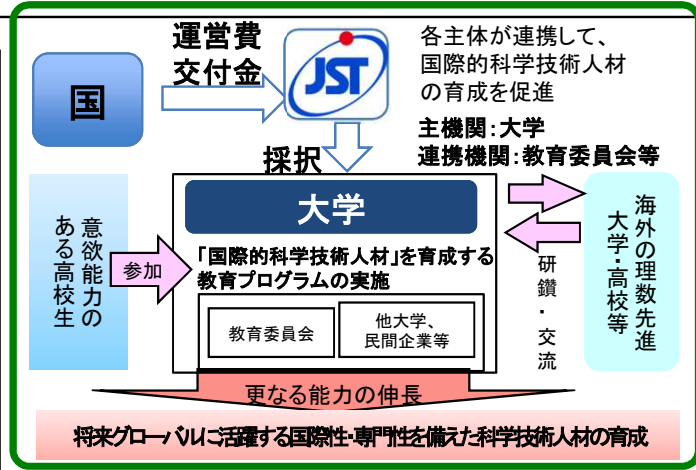 運営費
交付金
国
JST
各主体が連携して、
国際的科学技術人材
の育成を促進
主機関：大学
連携機関：教育委員会等
採択
大学
「国際的科学技術人材」を育成する
教育プログラムの実施
教育委員会
他大学、
民間企業等
意欲能力の
ある高校生
参加
研鑽・交流
海外の理数先進
大学・高校等
更なる能力の伸長
将来グローバルに活躍する国際性・専門性を備えた科学技術人材の育成